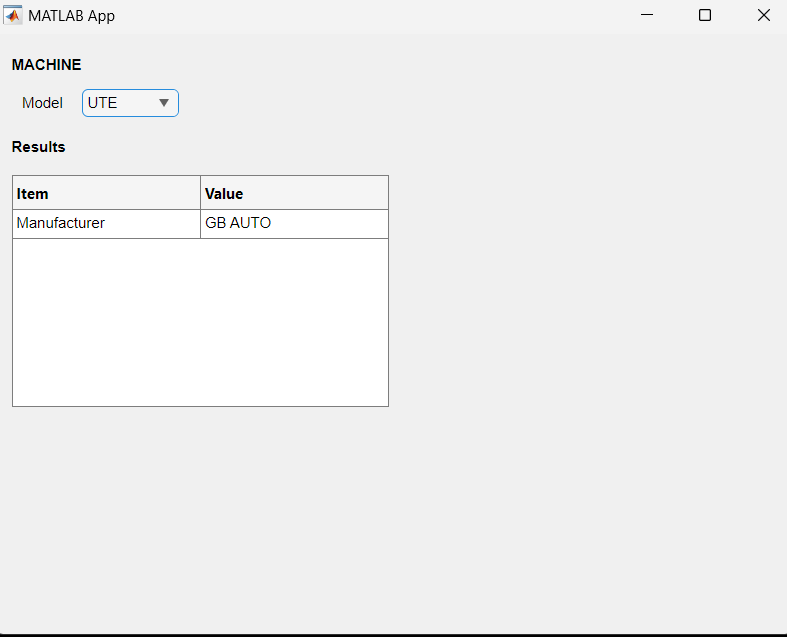 MATLAB App
MACHINE
Model UTE
Results
Item Value
Manufacturer GB AUTO